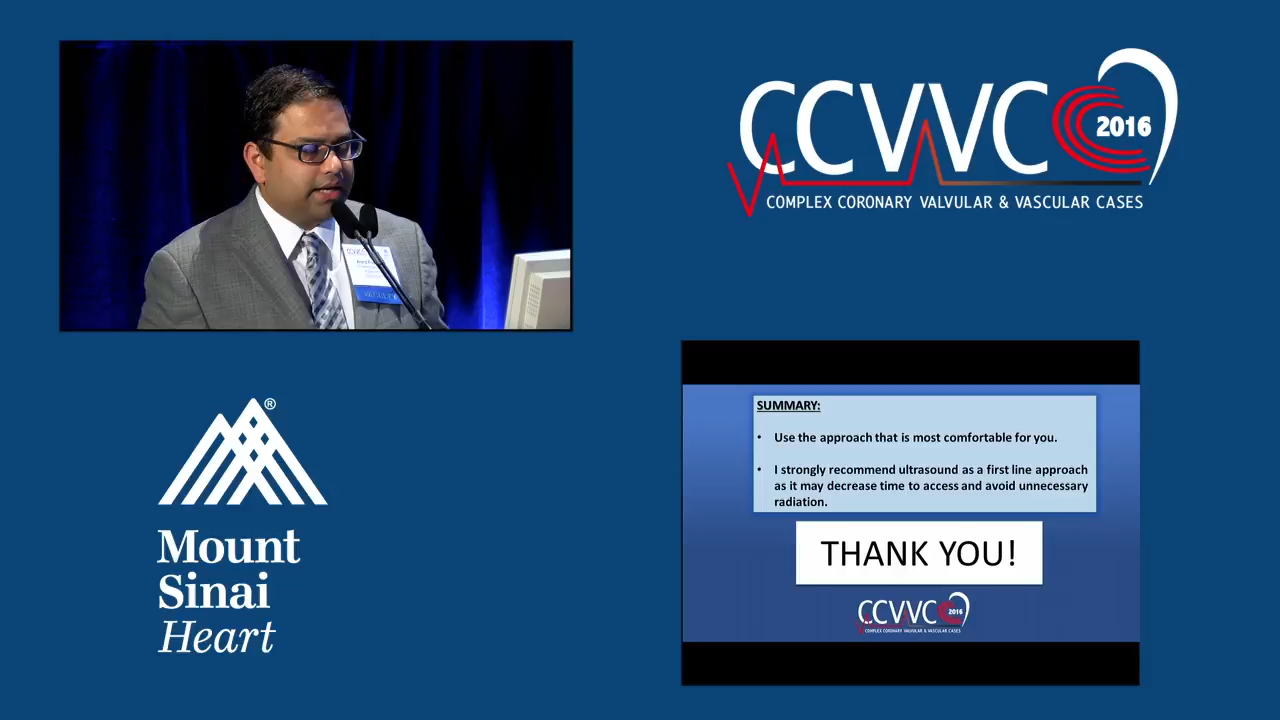 CCVVC
2016
COMPLEX CORONARY VALVULAR & VASCULAR CASES
®
Mount
Sinai
Heart
SUMMARY:
• Use the approach that is most comfortable for you.
• I strongly recommend ultrasound as a first line approach
as it may decrease time to access and avoid unnecessary
radiation.
THANK YOU!
CCVVC
2016
COMPLEX CORONARY VALVULAR & VASCULAR CASES